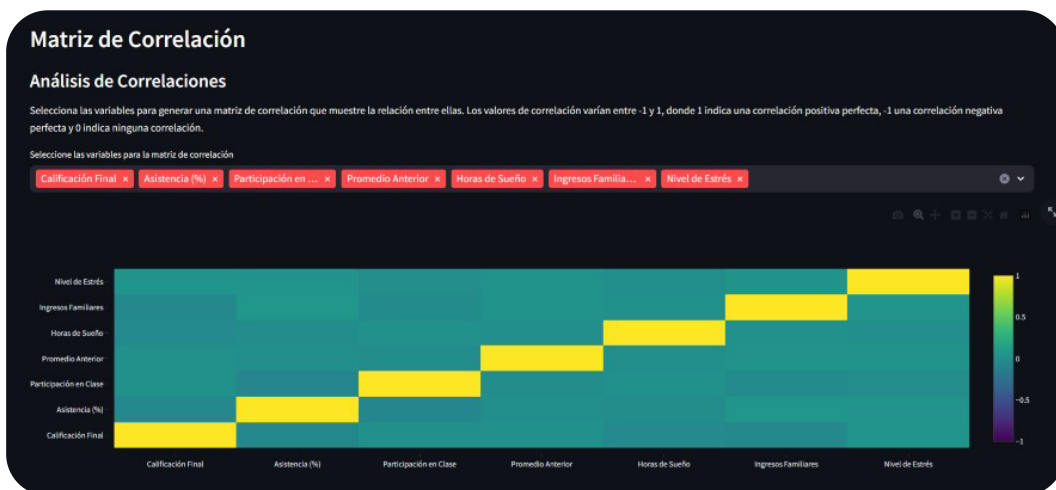 Matriz de Correlación
Análisis de Correlaciones
Selecciona las variables para generar una matriz de correlación que muestre la relación entre ellas. Los valores de correlación varían entre -1 y 1, donde 1 indica una correlación positiva perfecta, -1 una correlación negativa
perfecta y 0 indica ninguna correlación.
Seleccione las variables para la matriz de correlación
Calificación Final × Asistencia (%) × Participación en ... × Promedio Anterior × Horas de Sueño × Ingresos Familia... × Nivel de Estrés ×
Nivel de Estrés
Ingresos Familiares
Horas de Sueño
Promedio Anterior
Participación en Clase
Asistencia (%)
Calificación Final
Calificación Final Asistencia (%) Participación en Clase Promedio Anterior Horas de Sueño Ingresos Familiares Nivel de Estrés
1
0.5
0
−0.5
−1